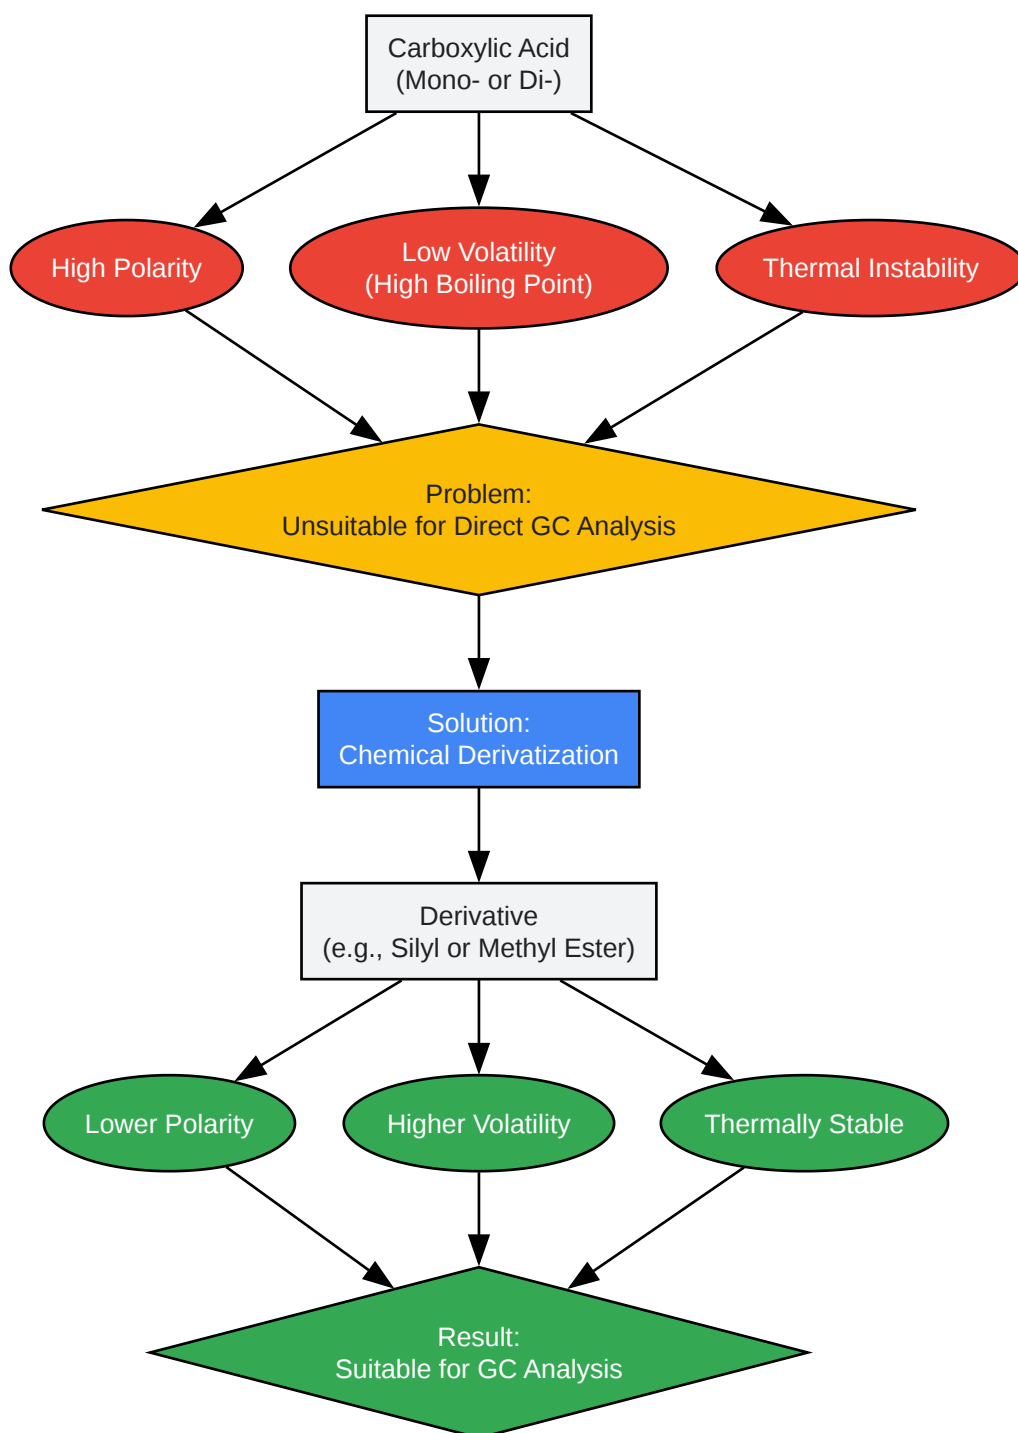 Carboxylic Acid
(Mono- or Di-)
High Polarity
Low Volatility
(High Boiling Point)
Thermal Instability
Problem:
Unsuitable for Direct GC Analysis
Solution:
Chemical Derivatization
Derivative
(e.g., Silyl or Methyl Ester)
Lower Polarity
Higher Volatility
Thermally Stable
Result:
Suitable for GC Analysis